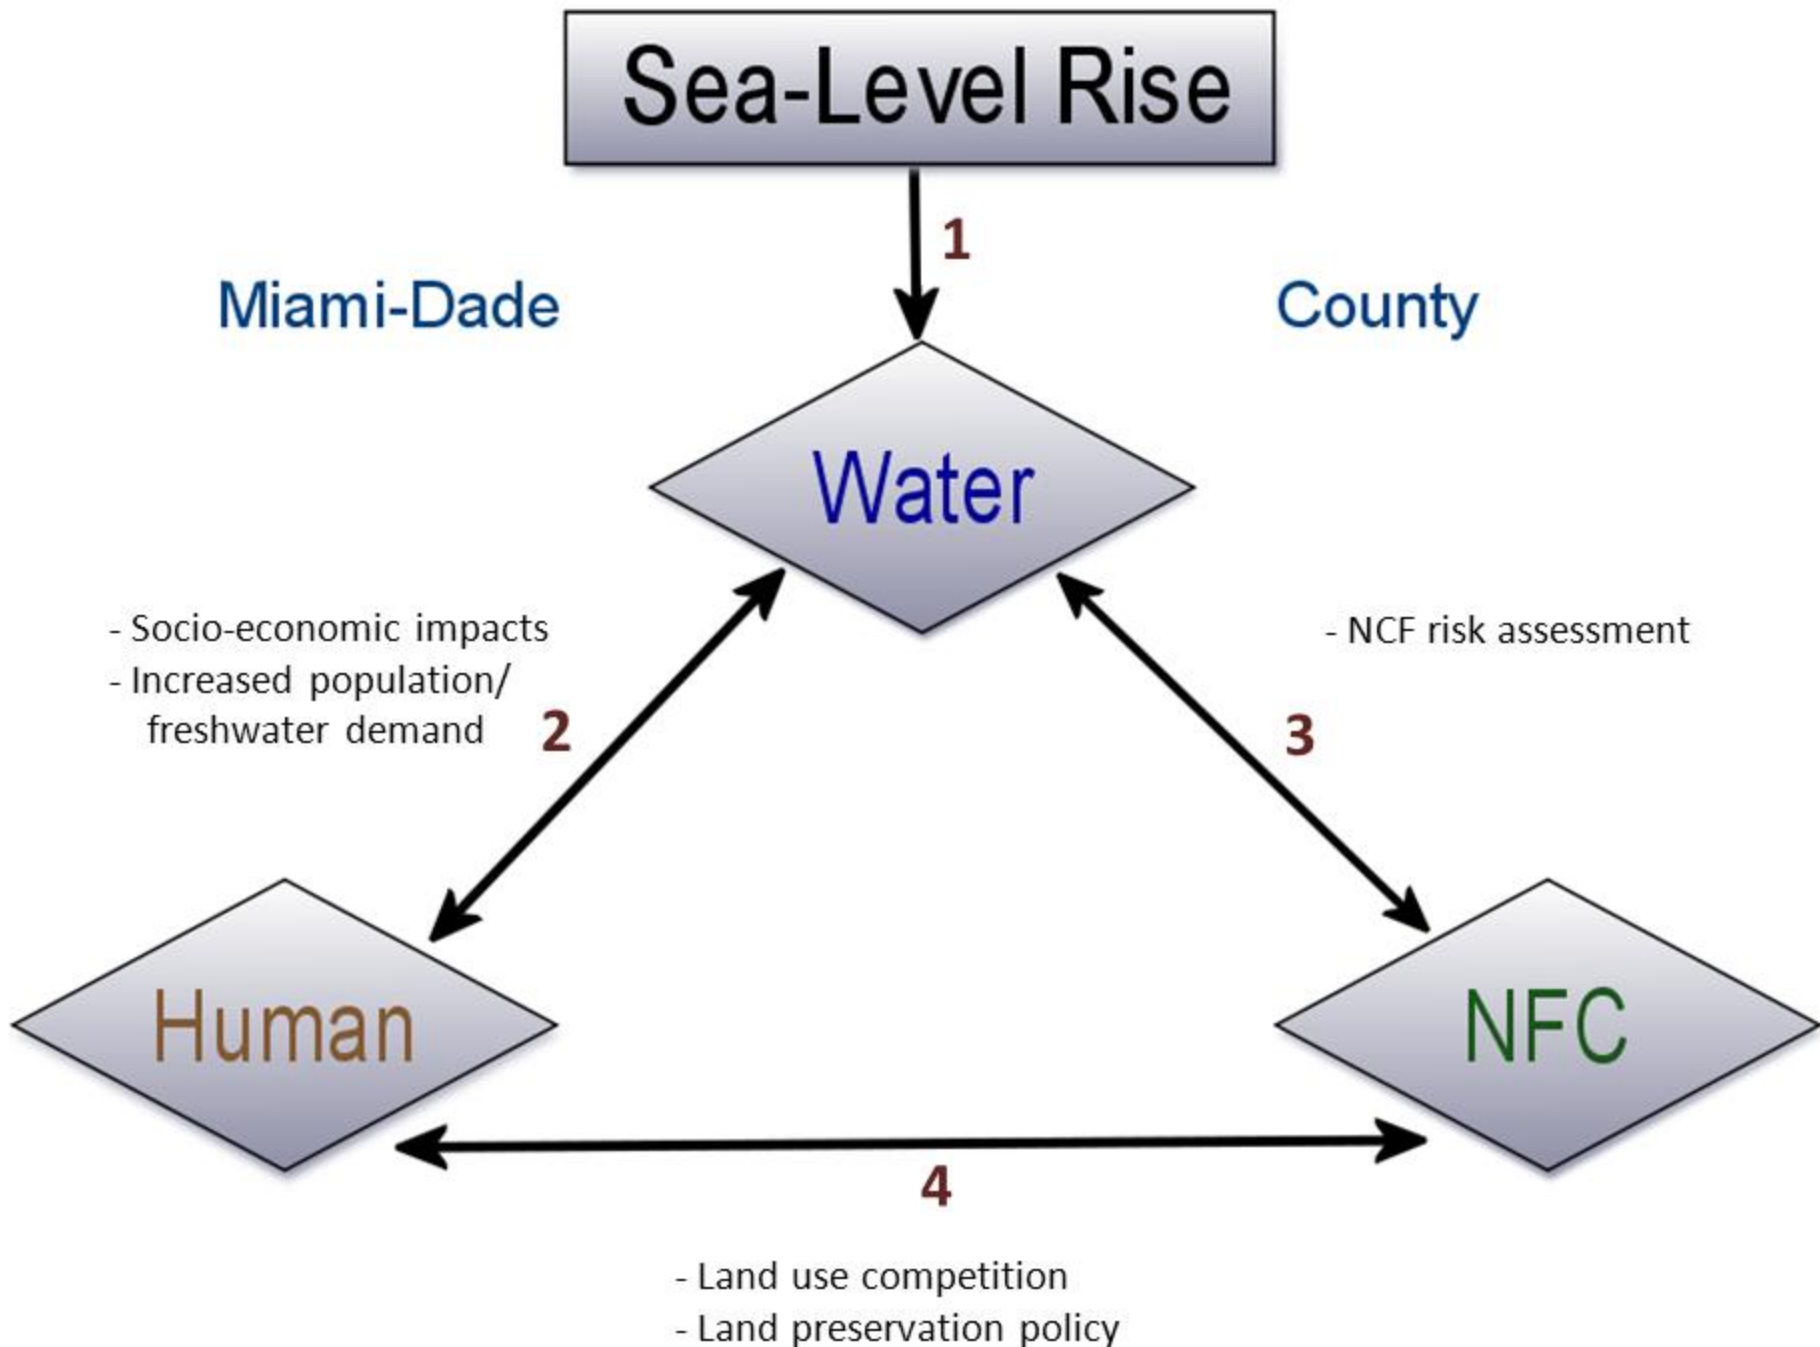 Sea-Level Rise
1
Miami-Dade County
Water
- Socio-economic impacts
- Increased population/
freshwater demand
2
- NCF risk assessment
3
Human
NFC
4
- Land use competition
- Land preservation policy